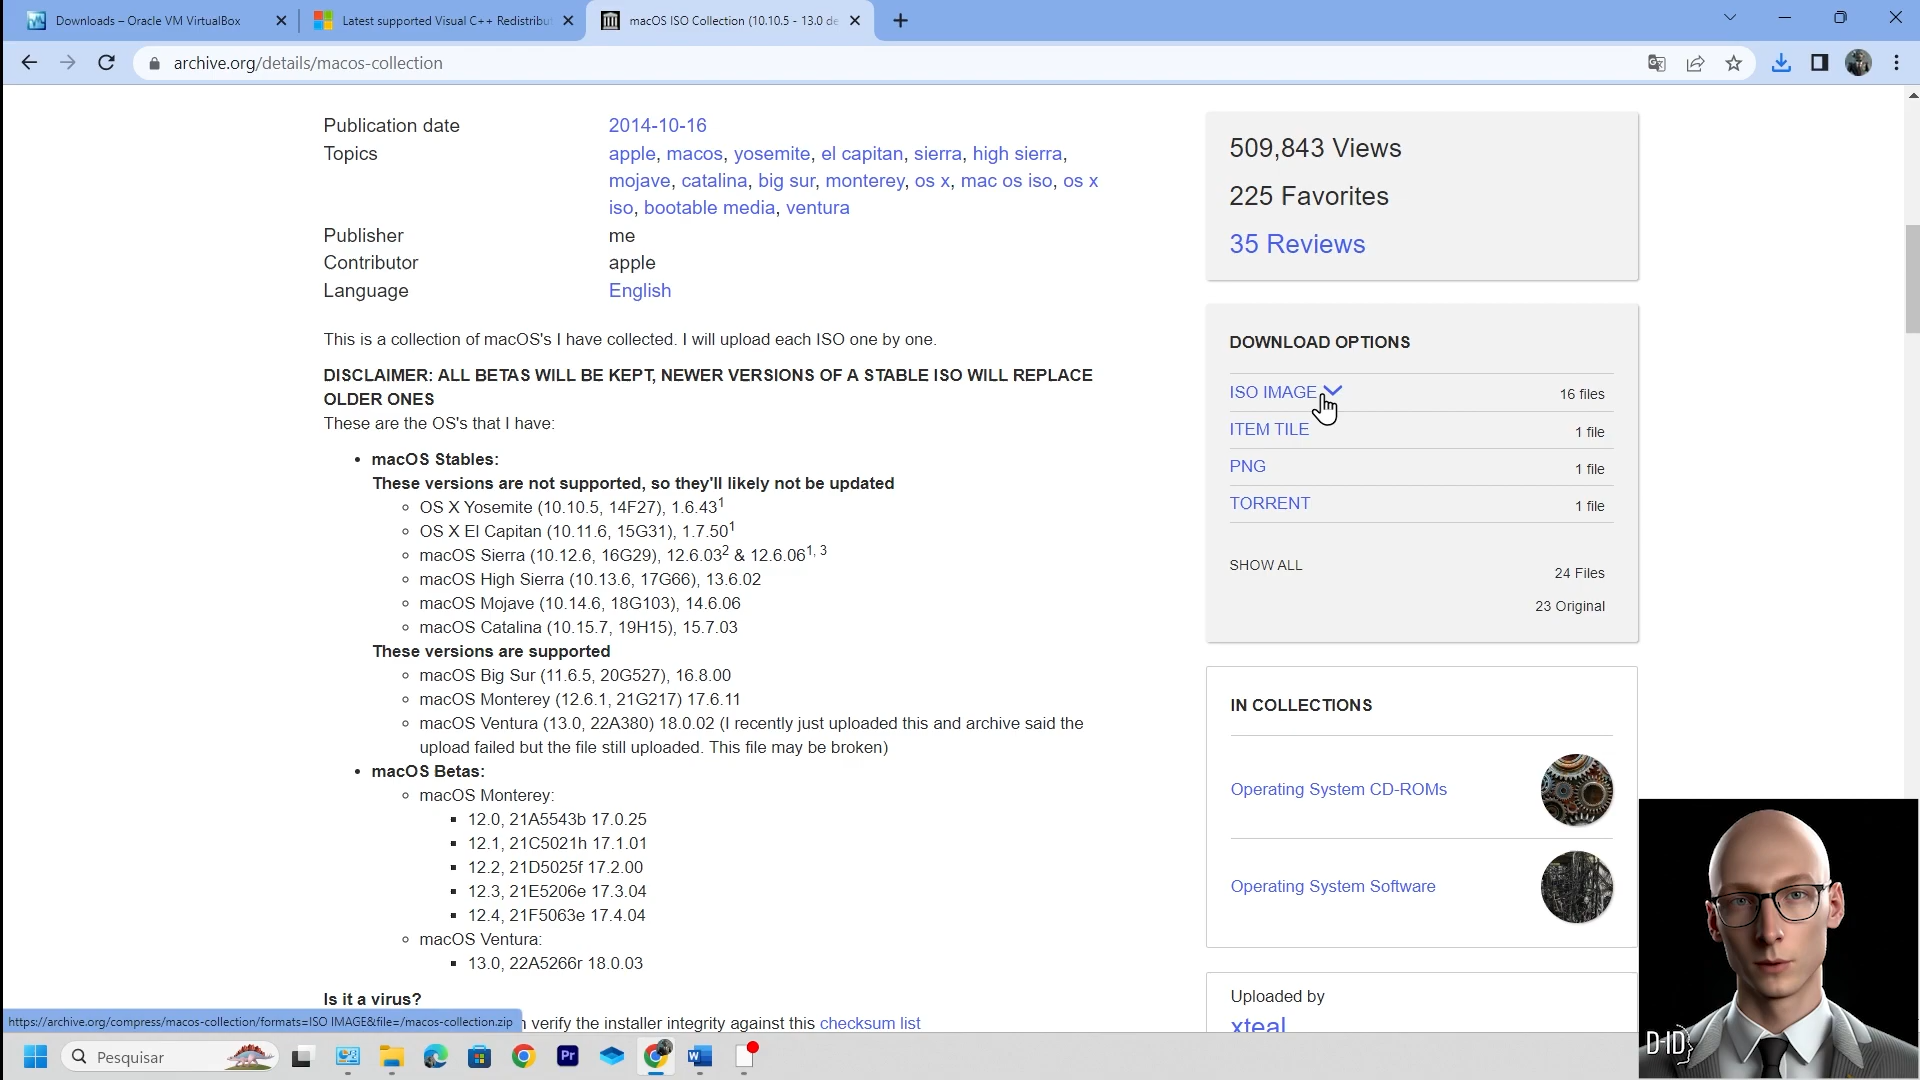 Downloads – Oracle VM VirtualBox
Latest supported Visual C++ Redistribu
macOS ISO Collection (10.10.5 - 13.0 de
archive.org/details/macos-collection
Publication date 2014-10-16
Topics apple, macos, yosemite, el capitan, sierra, high sierra,
mojave, catalina, big sur, monterey, os x, mac os iso, os x
iso, bootable media, ventura
Publisher me
Contributor apple
Language English
This is a collection of macOS's I have collected. I will upload each ISO one by one.
DISCLAIMER: ALL BETAS WILL BE KEPT, NEWER VERSIONS OF A STABLE ISO WILL REPLACE
OLDER ONES
These are the OS's that I have:
• macOS Stables:
These versions are not supported, so they'll likely not be updated
OS X Yosemite (10.10.5, 14F27), 1.6.43¹
OS X El Capitan (10.11.6, 15G31), 1.7.50¹
macOS Sierra (10.12.6, 16G29), 12.6.03² & 12.6.06¹, ³
macOS High Sierra (10.13.6, 17G66), 13.6.02
macOS Mojave (10.14.6, 18G103), 14.6.06
macOS Catalina (10.15.7, 19H15), 15.7.03
These versions are supported
macOS Big Sur (11.6.5, 20G527), 16.8.00
macOS Monterey (12.6.1, 21G217) 17.6.11
macOS Ventura (13.0, 22A380) 18.0.02 (I recently just uploaded this and archive said the
upload failed but the file still uploaded. This file may be broken)
• macOS Betas:
macOS Monterey:
12.0, 21A5543b 17.0.25
12.1, 21C5021h 17.1.01
12.2, 21D5025f 17.2.00
12.3, 21E5206e 17.3.04
12.4, 21F5063e 17.4.04
macOS Ventura:
13.0, 22A5266r 18.0.03
Is it a virus?
verify the installer integrity against this checksum list
https://archive.org/compress/macos-collection/formats=ISO IMAGE&file=/macos-collection.zip
509,843 Views
225 Favorites
35 Reviews
DOWNLOAD OPTIONS
ISO IMAGE 16 files
ITEM TILE 1 file
PNG 1 file
TORRENT 1 file
SHOW ALL 24 Files
23 Original
IN COLLECTIONS
Operating System CD-ROMs
Operating System Software
Uploaded by
xteal
Pesquisar
Pr
W
D-ID